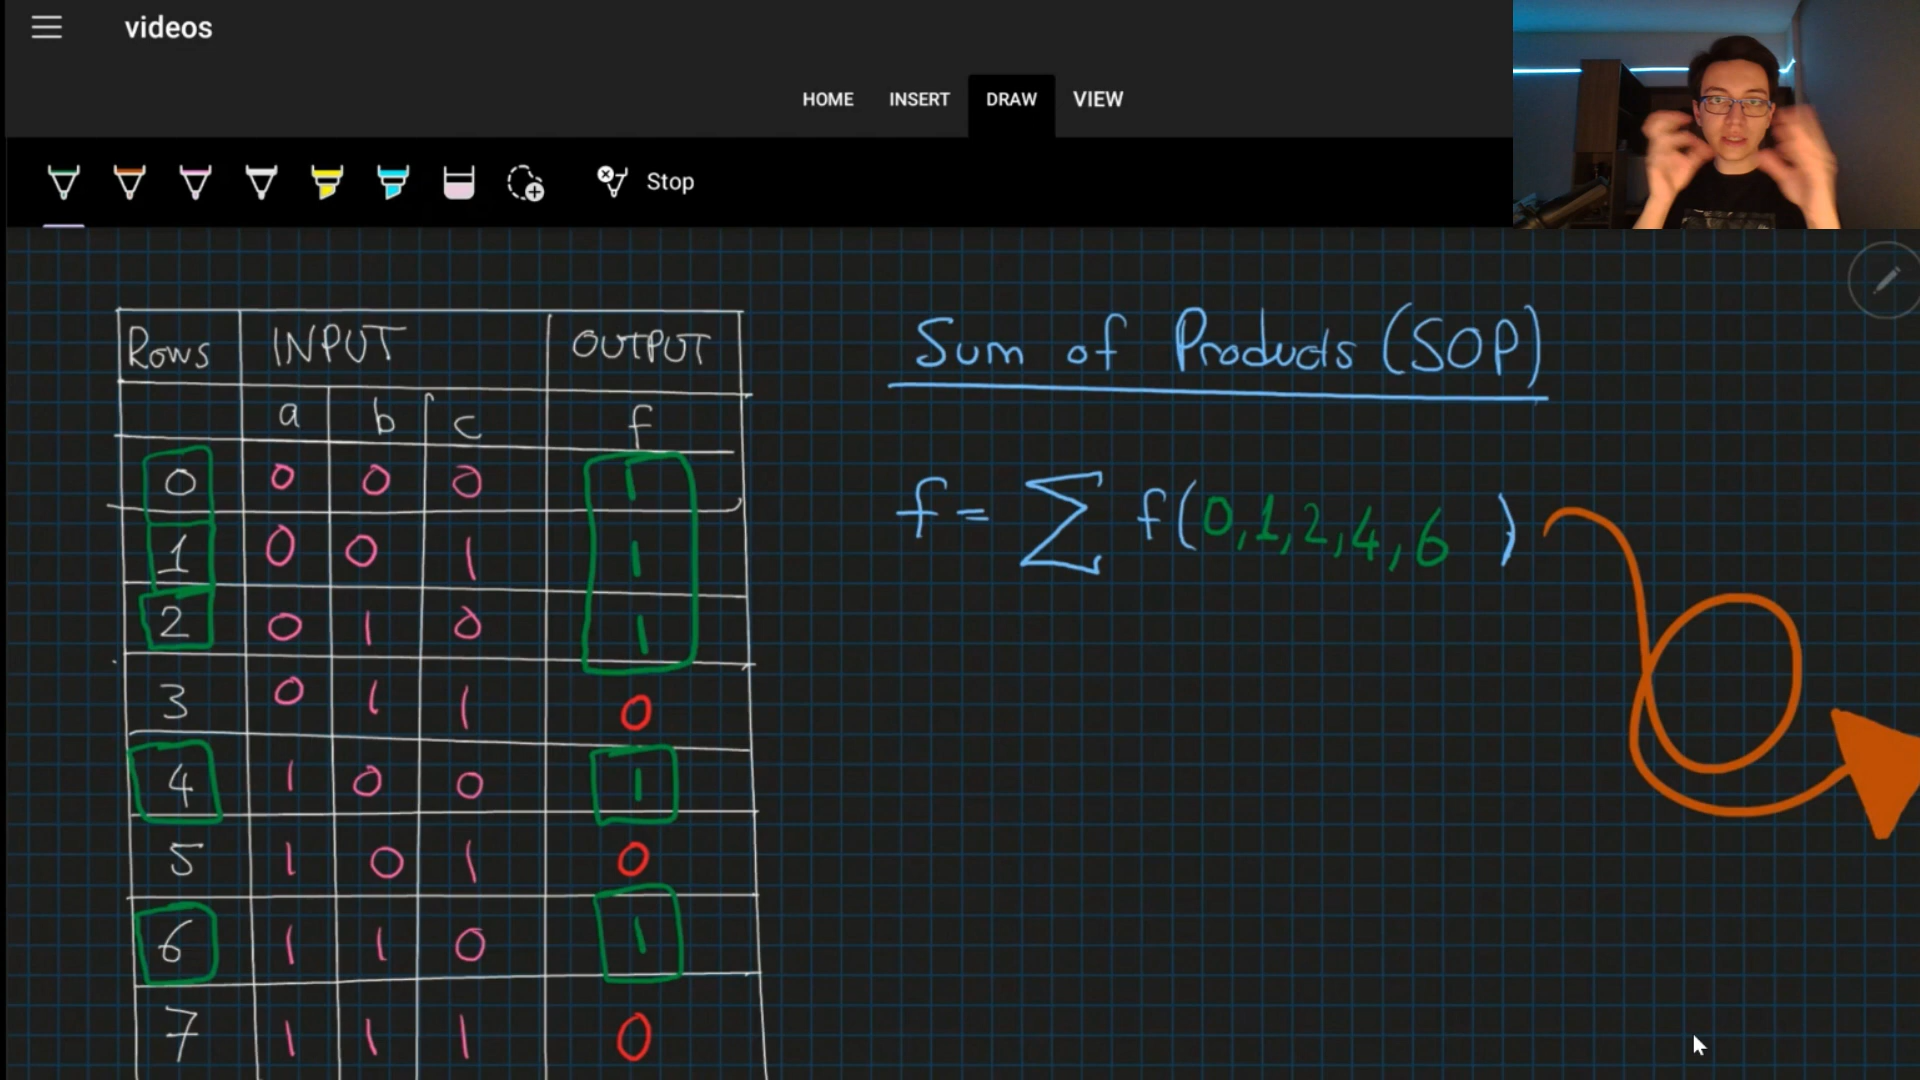 videos
HOME INSERT DRAW VIEW
Stop
Rows INPUT OUTPUT
a b c f
0 0 0 0 1
1 0 0 1 1
2 0 1 0 1
3 0 1 1 0
4 1 0 0 1
5 1 0 1 0
6 1 1 0 1
7 1 1 1 0
Sum of Products (SOP)
f = ∑ f(0,1,2,4,6 )